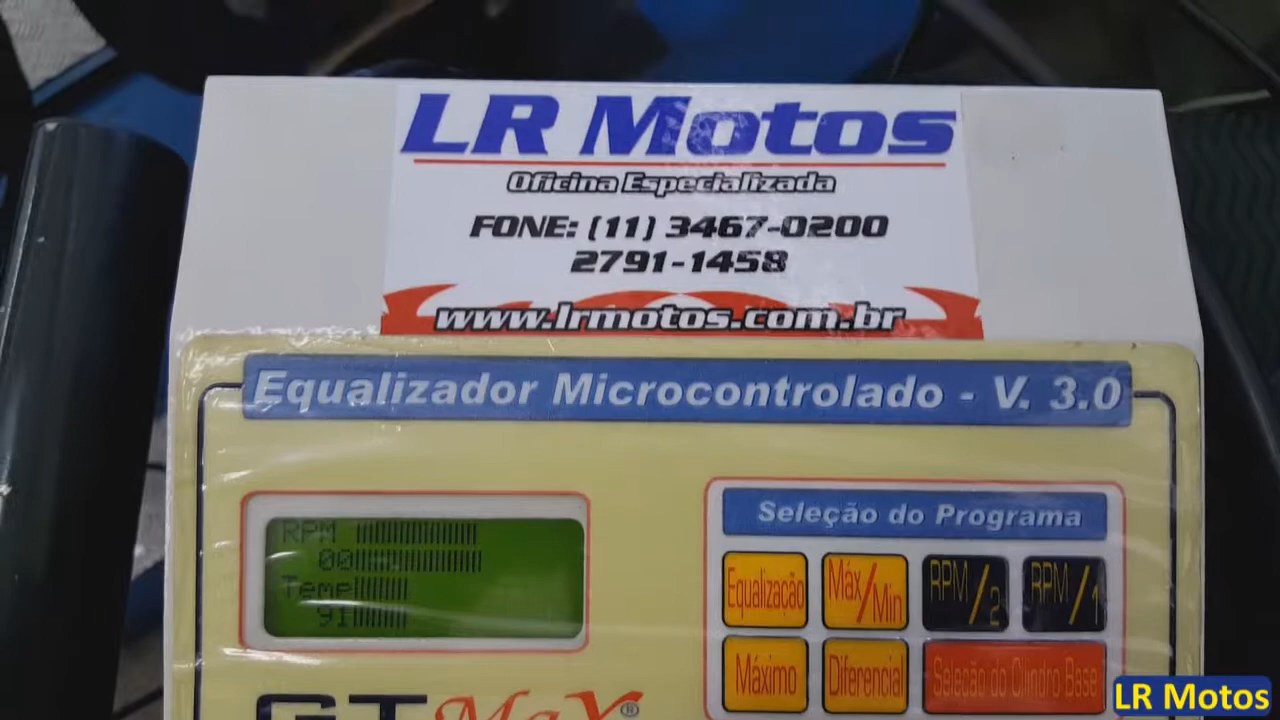 LR Motos
Oficina Especializada
FONE: (11) 3467-0200
2791-1458
www.lrmotos.com.br
Equalizador Microcontrolado - V. 3.0
RPM
00
Temp
91
Seleção do Programa
Equalização
Máx/Min
RPM/2
RPM/1
Máximo
Diferencial
Seleção do Cilindro Base
GTMax®
LR Motos